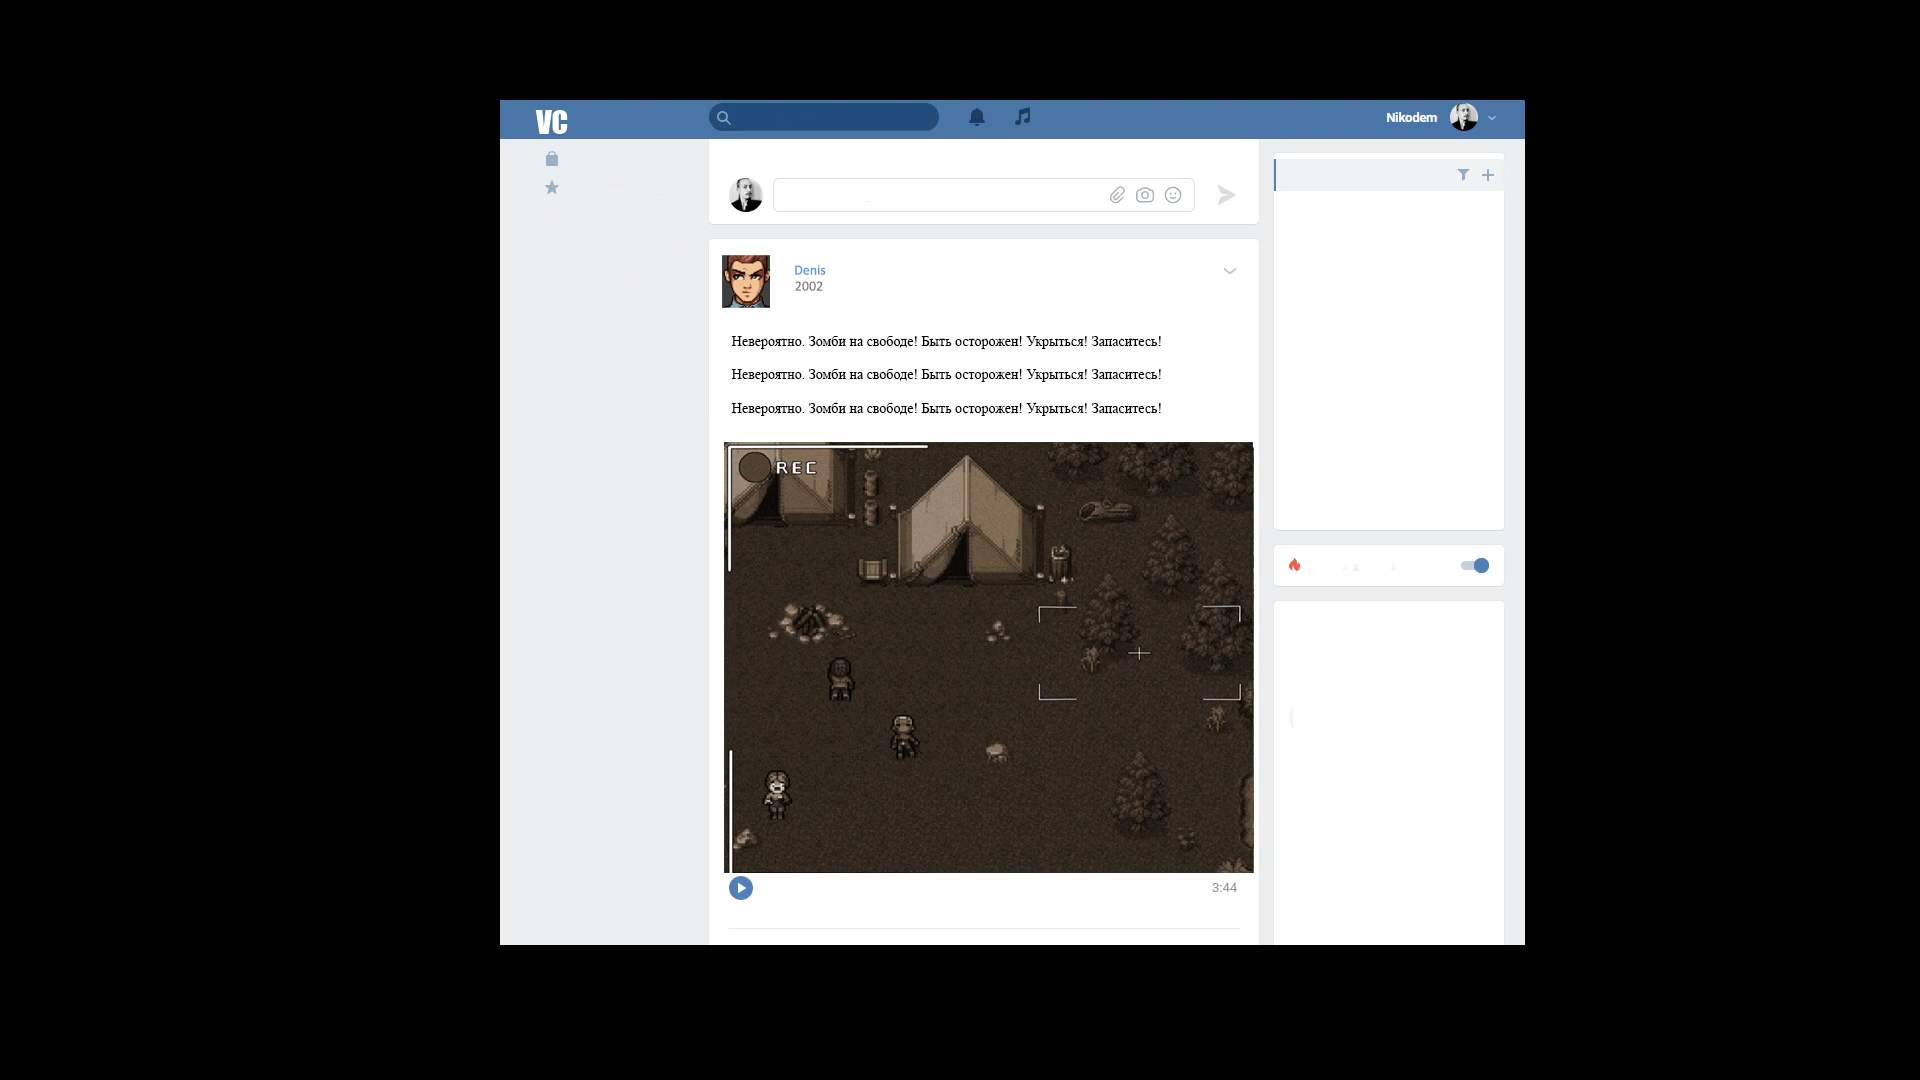 VC
Nikodem
Denis
2002
Невероятно. Зомби на свободе! Быть осторожен! Укрыться! Запаситесь!
Невероятно. Зомби на свободе! Быть осторожен! Укрыться! Запаситесь!
Невероятно. Зомби на свободе! Быть осторожен! Укрыться! Запаситесь!
REC
3:44